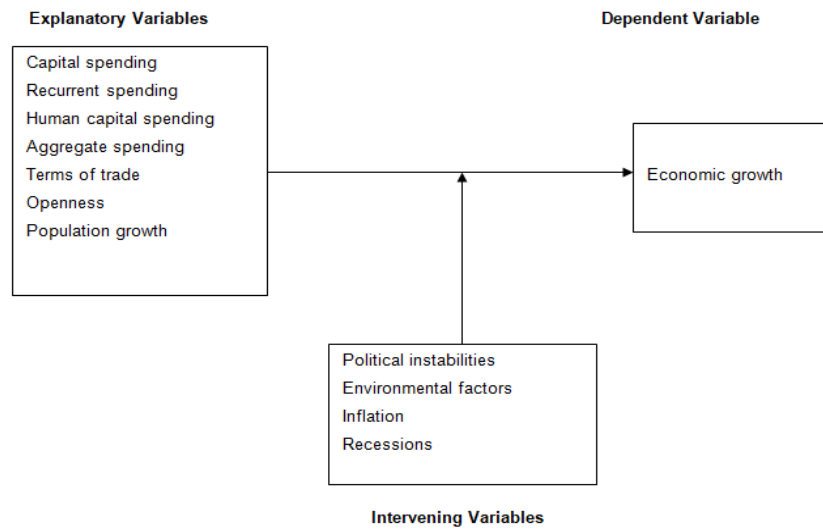 Explanatory Variables
Capital spending
Recurrent spending
Human capital spending
Aggregate spending
Terms of trade
Openness
Population growth
Dependent Variable
Economic growth
Political instabilities
Environmental factors
Inflation
Recessions
Intervening Variables